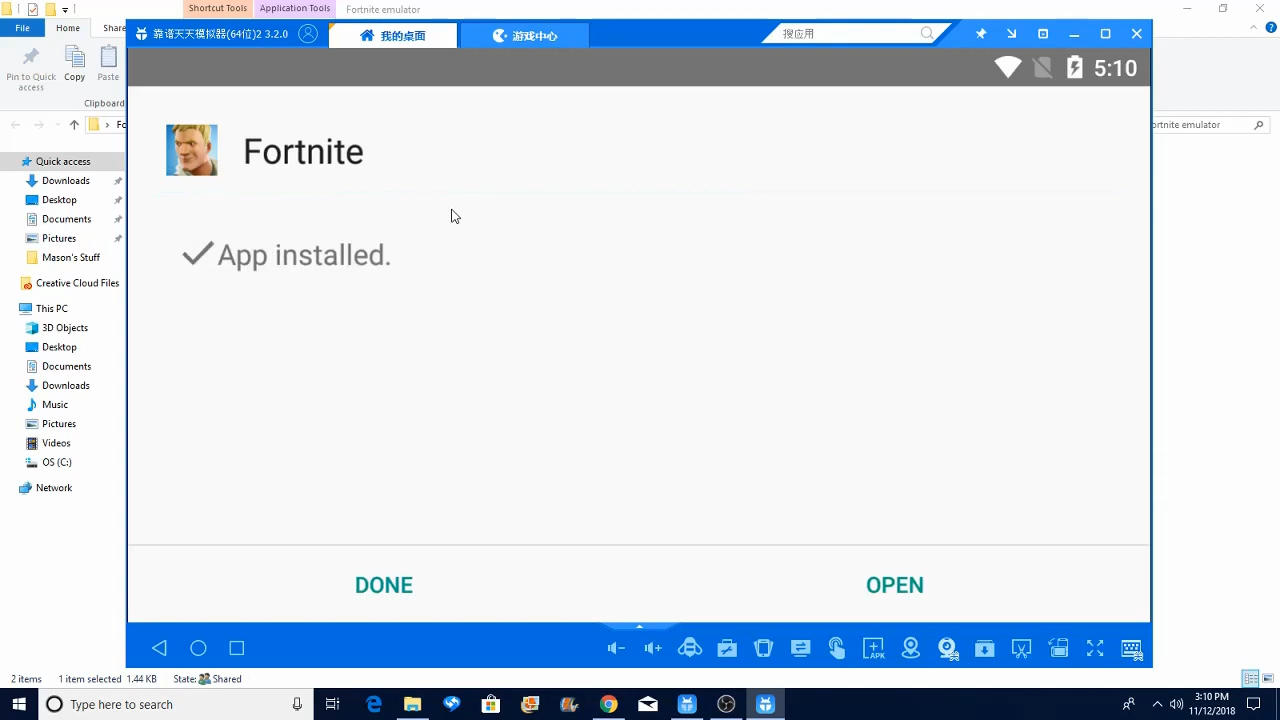 Shortcut Tools
Application Tools
Fortnite emulator
File
Home
Share
Pin to Quick access
Copy
Paste
Clipboard
Fo
ortnite emulator
靠谱天天模拟器(64位)2 3.2.0
我的桌面
游戏中心
搜应用
5:10
Fortnite
App installed.
DONE
OPEN
APK
Quick access
Downloads
Desktop
Documents
Pictures
Mason's Stuff
Creative Cloud Files
This PC
3D Objects
Desktop
Documents
Downloads
Music
Pictures
Videos
OS (C:)
Network
2 items
1 item selected 1.44 KB
State: Shared
Type here to search
3:10 PM
11/12/2018